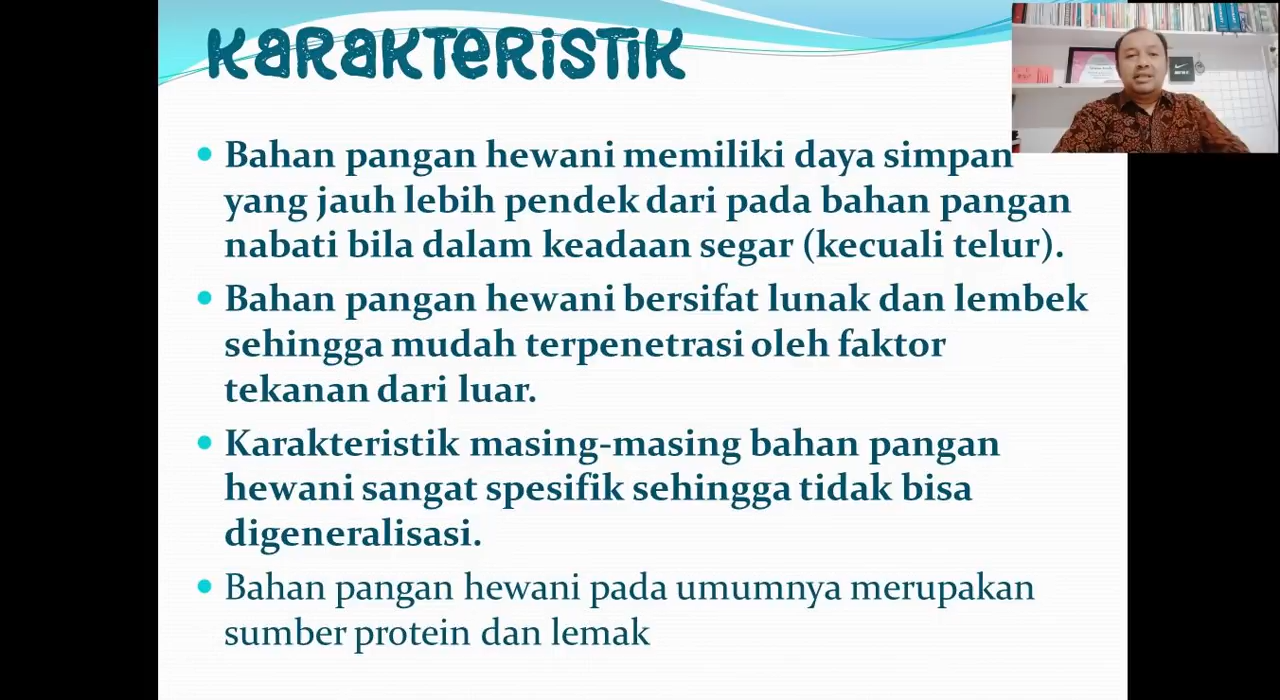 KARAKTERISTIK
Bahan pangan hewani memiliki daya simpan
yang jauh lebih pendek dari pada bahan pangan
nabati bila dalam keadaan segar (kecuali telur).
Bahan pangan hewani bersifat lunak dan lembek
sehingga mudah terpenetrasi oleh faktor
tekanan dari luar.
Karakteristik masing-masing bahan pangan
hewani sangat spesifik sehingga tidak bisa
digeneralisasi.
Bahan pangan hewani pada umumnya merupakan
sumber protein dan lemak